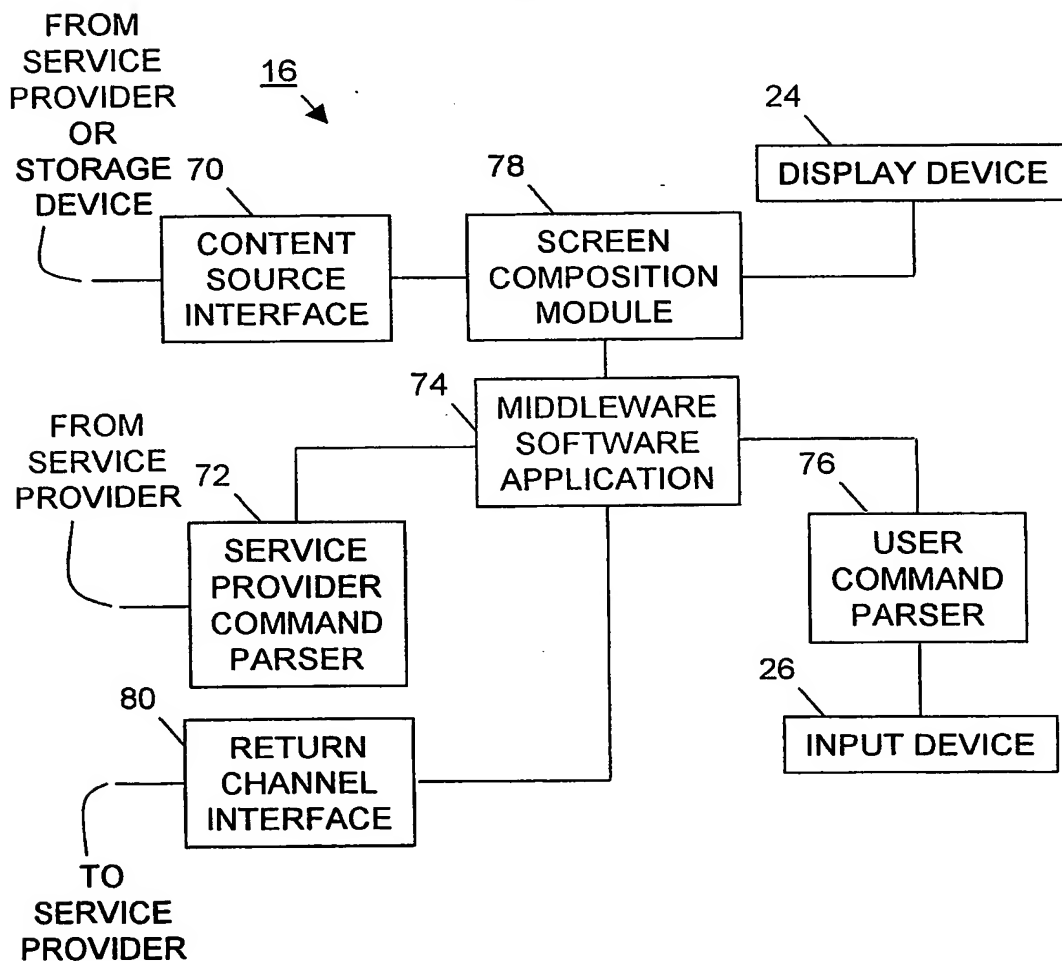 FROM
SERVICE
PROVIDER
OR
STORAGE
DEVICE
16
70
CONTENT
SOURCE
INTERFACE
78
SCREEN
COMPOSITION
MODULE
24
DISPLAY DEVICE
74
MIDDLEWARE
SOFTWARE
APPLICATION
FROM
SERVICE
PROVIDER
72
SERVICE
PROVIDER
COMMAND
PARSER
76
USER
COMMAND
PARSER
26
INPUT DEVICE
80
RETURN
CHANNEL
INTERFACE
TO
SERVICE
PROVIDER